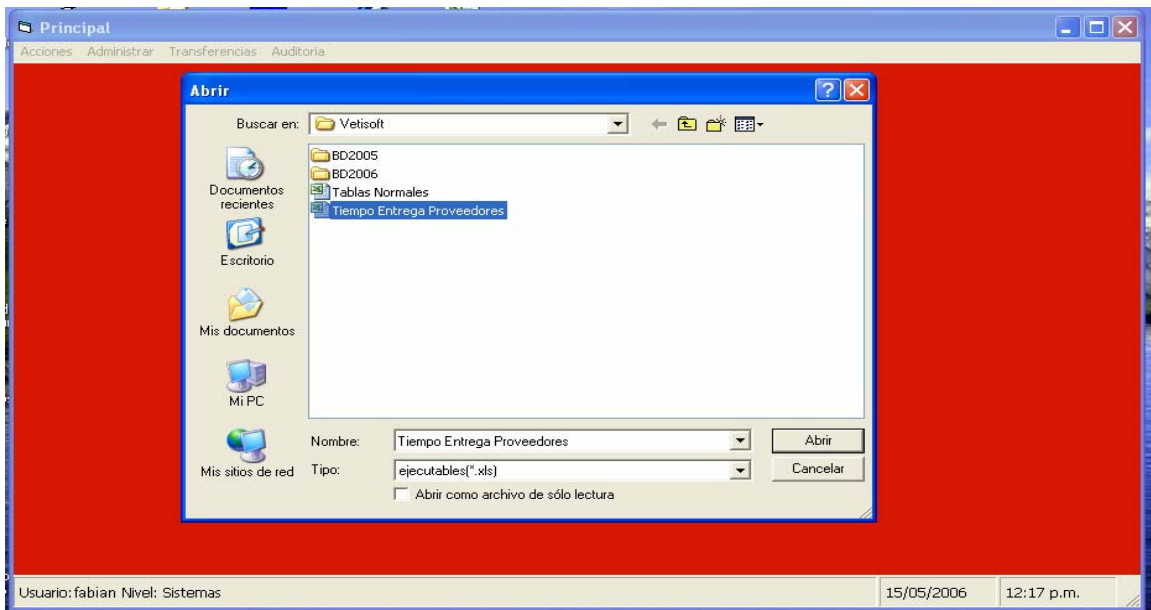 Principal
Acciones Administrar Transferencias Auditoria
Abrir
Buscar en: Vetisoft
BD2005
BD2006
Tablas Normales
Tiempo Entrega Proveedores
Documentos
recientes
Escritorio
Mis documentos
Mi PC
Mis sitios de red
Nombre: Tiempo Entrega Proveedores Abrir
Tipo: ejecutables(*.xls) Cancelar
Abrir como archivo de sólo lectura
Usuario: fabian Nivel: Sistemas 15/05/2006 12:17 p.m.